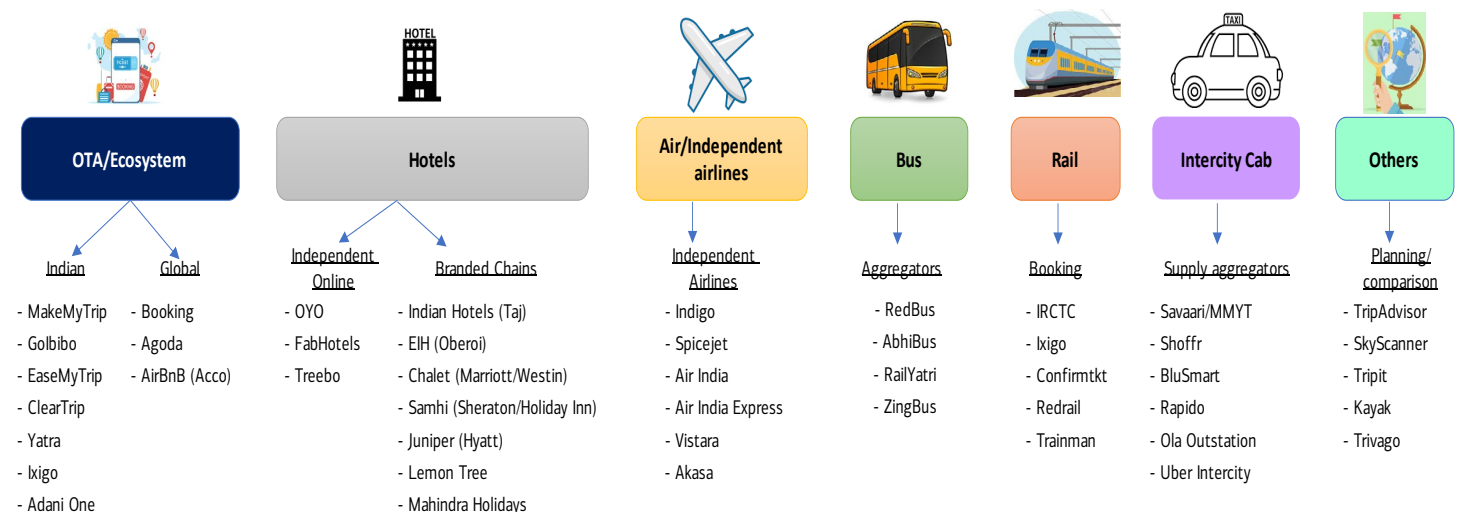 HOTEL
TAXI
OTA/Ecosystem
Hotels
Air/Independent
airlines
Bus
Rail
Intercity Cab
Others
Indian
- MakeMyTrip
- GoIbibo
- EaseMyTrip
- ClearTrip
- Yatra
- Ixigo
- Adani One
Global
- Booking
- Agoda
- AirBnB (Acco)
Independent
Online
- OYO
- FabHotels
- Treebo
Branded Chains
- Indian Hotels (Taj)
- EIH (Oberoi)
- Chalet (Marriott/Westin)
- Samhi (Sheraton/Holiday Inn)
- Juniper (Hyatt)
- Lemon Tree
- Mahindra Holidays
Independent
Airlines
- Indigo
- Spicejet
- Air India
- Air India Express
- Vistara
- Akasa
Aggregators
- RedBus
- AbhiBus
- RailYatri
- ZingBus
Booking
- IRCTC
- Ixigo
- Confirmtkt
- Redrail
- Trainman
Supply aggregators
- Savaari/MMYT
- Shoffr
- BluSmart
- Rapido
- Ola Outstation
- Uber Intercity
Planning/
comparison
- TripAdvisor
- SkyScanner
- Tripit
- Kayak
- Trivago